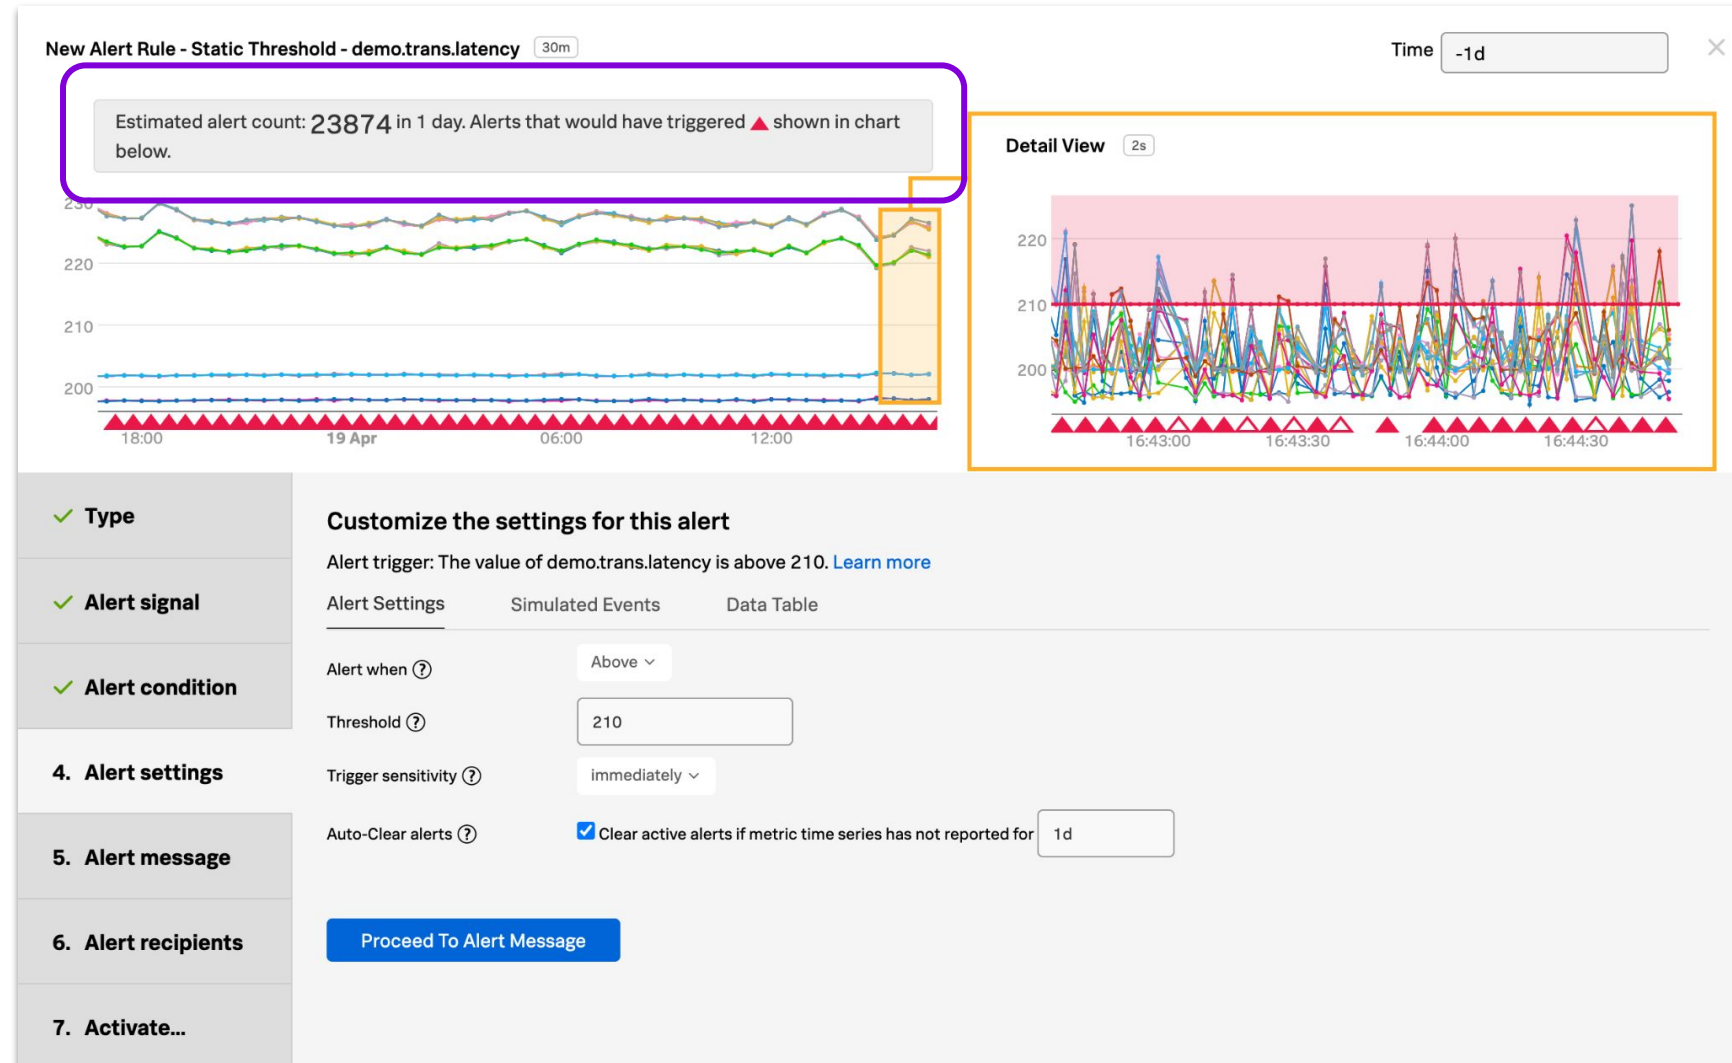 New Alert Rule - Static Threshold - demo.trans.latency 30m
Time -1d
Estimated alert count: 23874 in 1 day. Alerts that would have triggered ▲ shown in chart
below.
230
220
210
200
18:00 19 Apr 06:00 12:00
Detail View 2s
220
210
200
16:43:00 16:43:30 16:44:00 16:44:30
Type
Alert signal
Alert condition
4. Alert settings
5. Alert message
6. Alert recipients
7. Activate...
Customize the settings for this alert
Alert trigger: The value of demo.trans.latency is above 210. Learn more
Alert Settings Simulated Events Data Table
Alert when ? Above
Threshold ? 210
Trigger sensitivity ? immediately
Auto-Clear alerts ? Clear active alerts if metric time series has not reported for 1d
Proceed To Alert Message